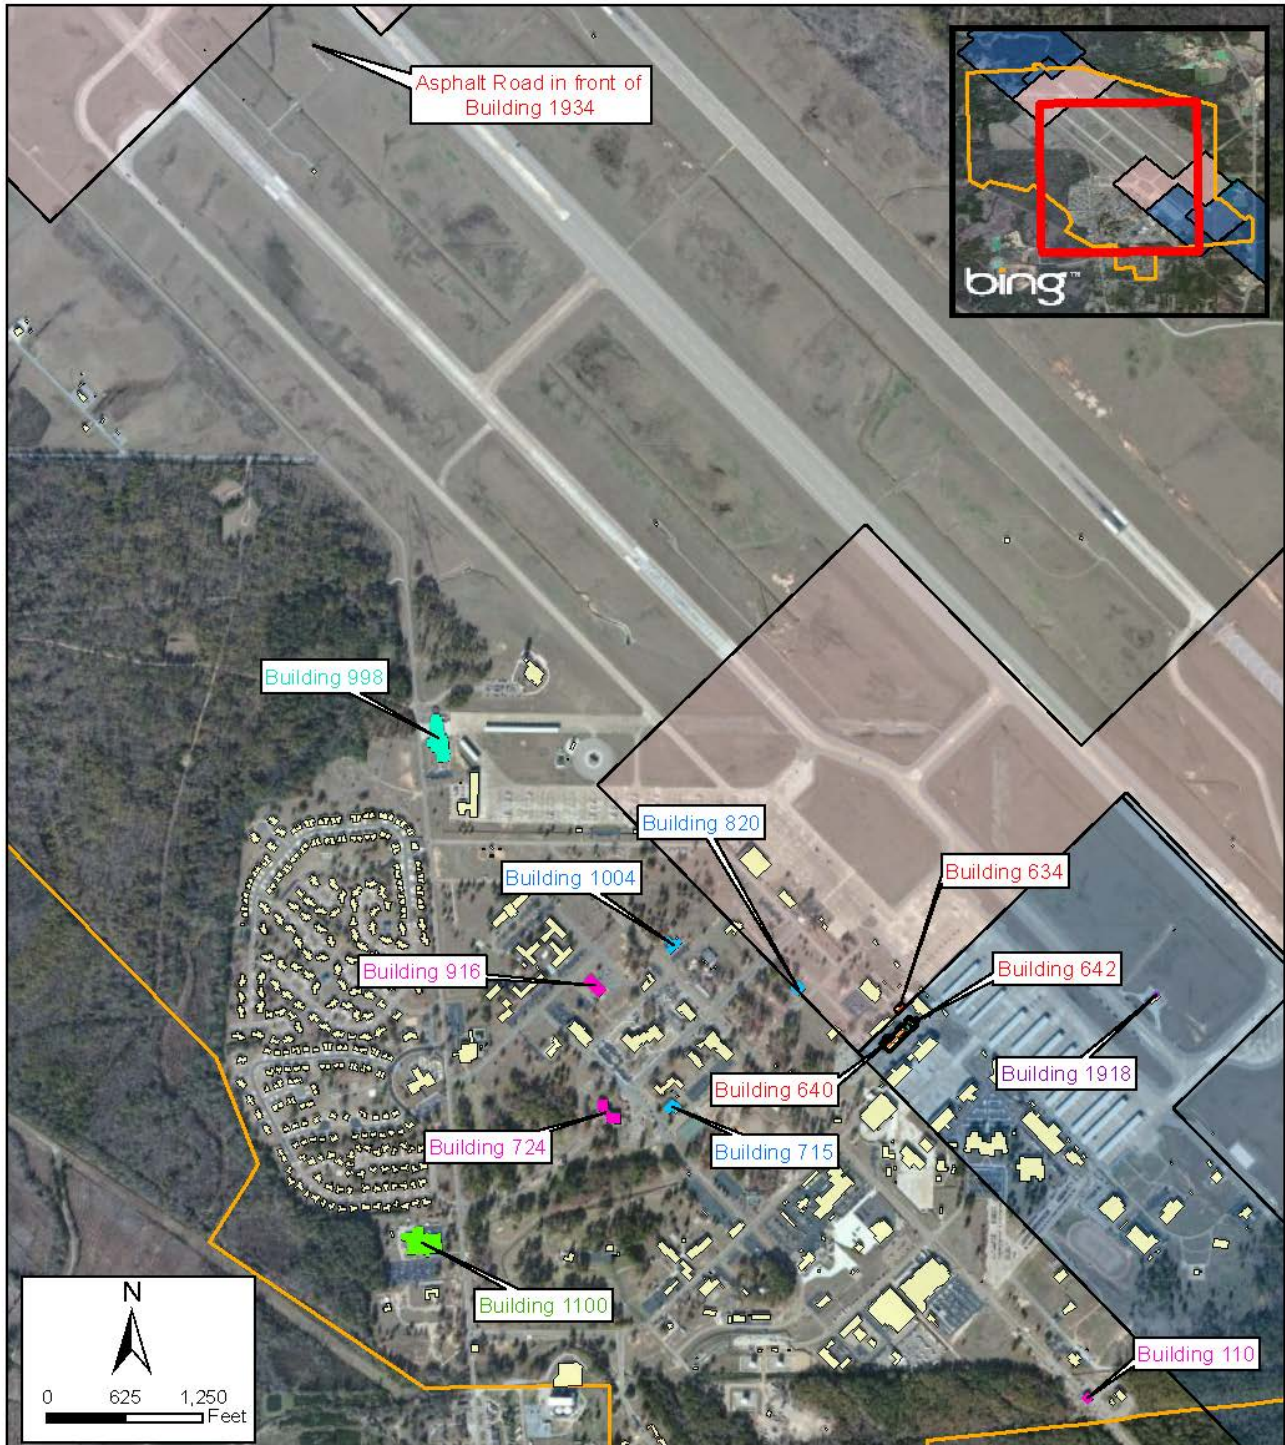 Asphalt Road in front of
Building 1934
bing™
Building 998
Building 820
Building 1004
Building 634
Building 916
Building 642
Building 1918
Building 640
Building 724
Building 715
Building 1100
Building 110
N
0 625 1,250
Feet